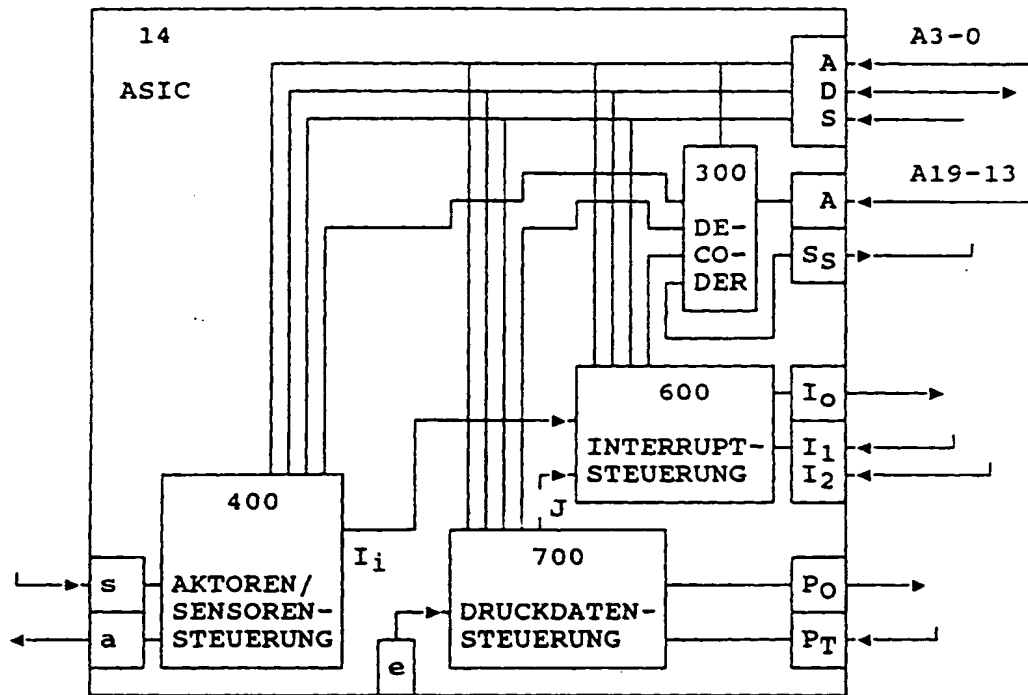 14
A3-0
A
ASIC
D
S
300
A19-13
A
DE-
CO-
SS
DER
600
IO
INTERRUPT-
I1
STEUERUNG
I2
400
J
Ii
700
s
AKTOREN/
PO
SENSOREN-
DRUCKDATEN-
a
STEUERUNG
STEUERUNG
PT
e